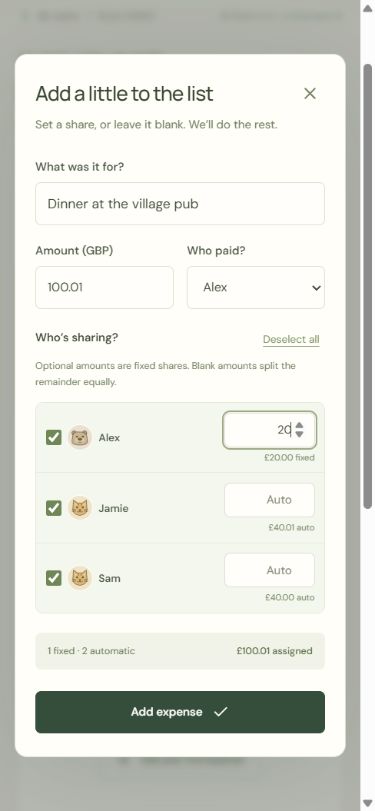 Add a little to the list
Set a share, or leave it blank. We'll do the rest.
What was it for?
Dinner at the village pub
Amount (GBP) Who paid?
100.01 Alex
Who's sharing? Deselect all
Optional amounts are fixed shares. Blank amounts split the
remainder equally.
Alex 20
£20.00 fixed
Jamie Auto
£40.01 auto
Sam Auto
£40.00 auto
1 fixed · 2 automatic £100.01 assigned
Add expense